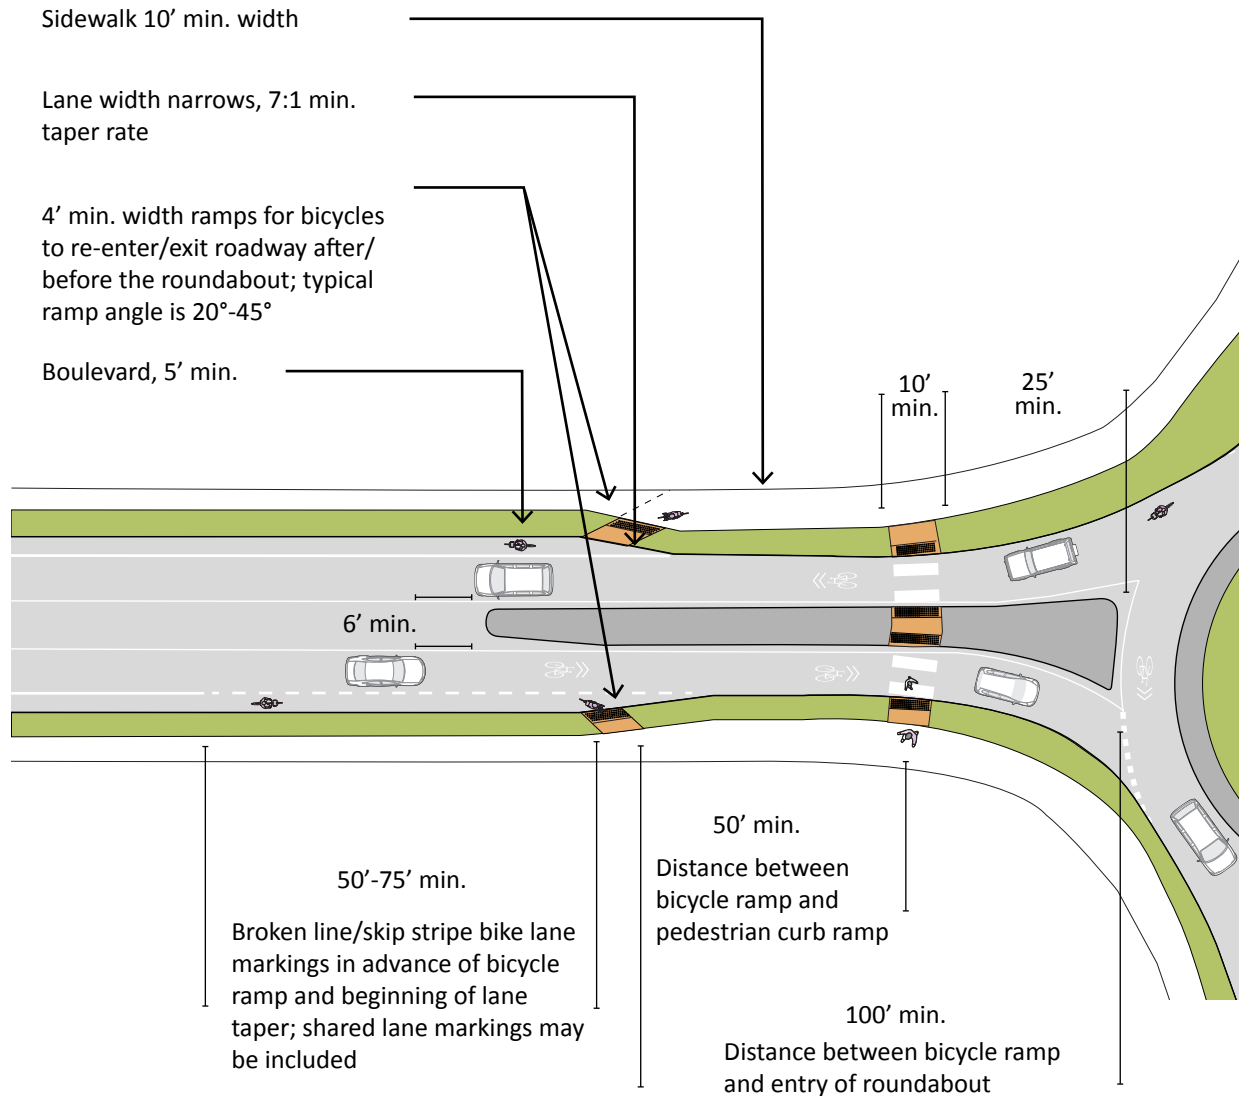 Sidewalk 10’ min. width
Lane width narrows, 7:1 min.
taper rate
4’ min. width ramps for bicycles
to re-enter/exit roadway after/
before the roundabout; typical
ramp angle is 20°-45°
Boulevard, 5’ min.
10’
min.
25’
min.
6’ min.
50’-75’ min.
Broken line/skip stripe bike lane
markings in advance of bicycle
ramp and beginning of lane
taper; shared lane markings may
be included
50’ min.
Distance between
bicycle ramp and
pedestrian curb ramp
100’ min.
Distance between bicycle ramp
and entry of roundabout